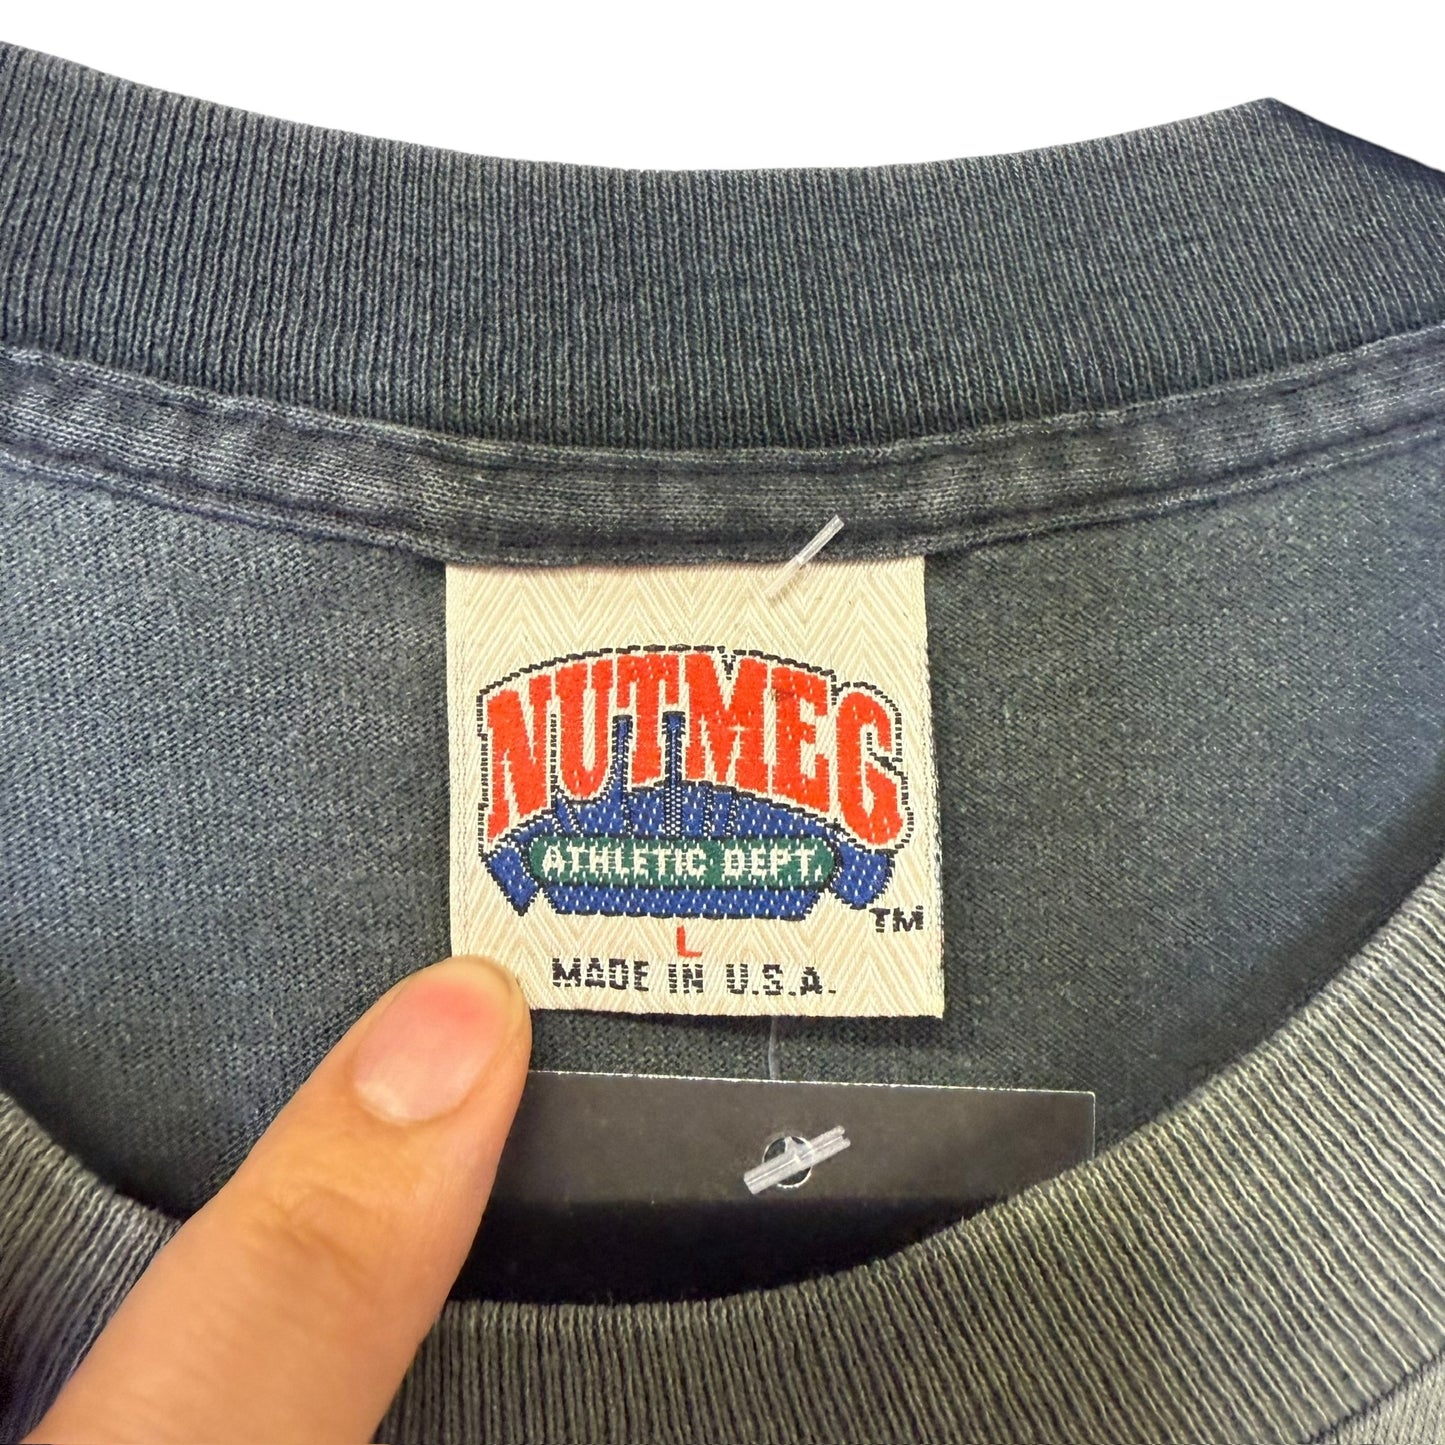 NUTMEG
ATHLETIC DEPT.
TM
L
MADE IN U.S.A.